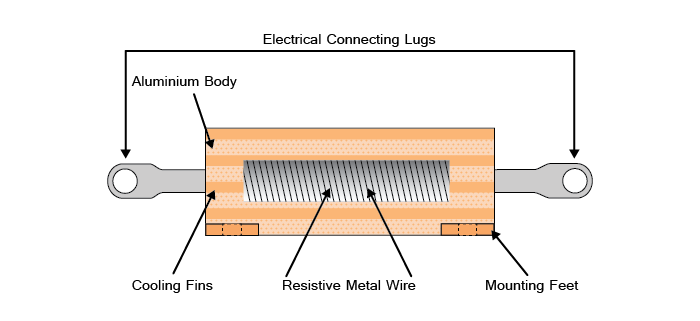 Electrical Connecting Lugs
Aluminium Body
Cooling Fins
Resistive Metal Wire
Mounting Feet